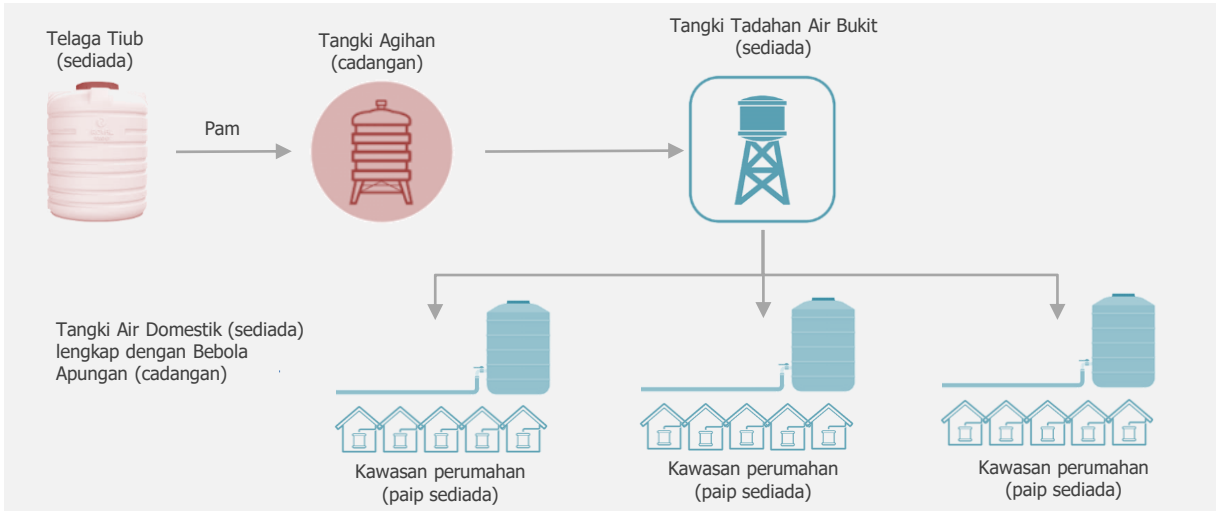 Telaga Tiub
(sediada)
Tangki Agihan
(cadangan)
Tangki Tadahan Air Bukit
(sediada)
Pam
Tangki Air Domestik (sediada)
lengkap dengan Bebola
Apungan (cadangan)
Kawasan perumahan
(paip sediada)
Kawasan perumahan
(paip sediada)
Kawasan perumahan
(paip sediada)